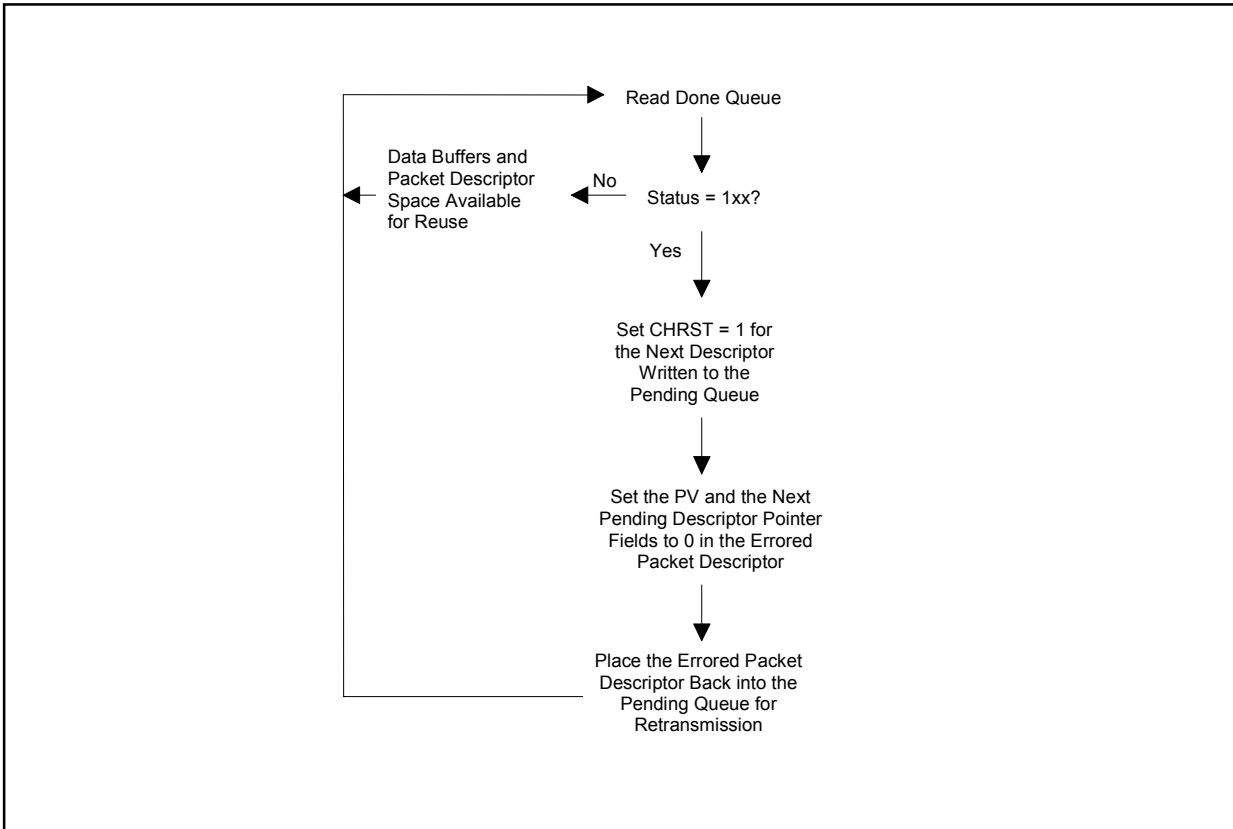 Read Done Queue
Data Buffers and
Packet Descriptor
Space Available
for Reuse
No
Status = 1xx?
Yes
Set CHRST = 1 for
the Next Descriptor
Written to the
Pending Queue
Set the PV and the Next
Pending Descriptor Pointer
Fields to 0 in the Errored
Packet Descriptor
Place the Errored Packet
Descriptor Back into the
Pending Queue for
Retransmission